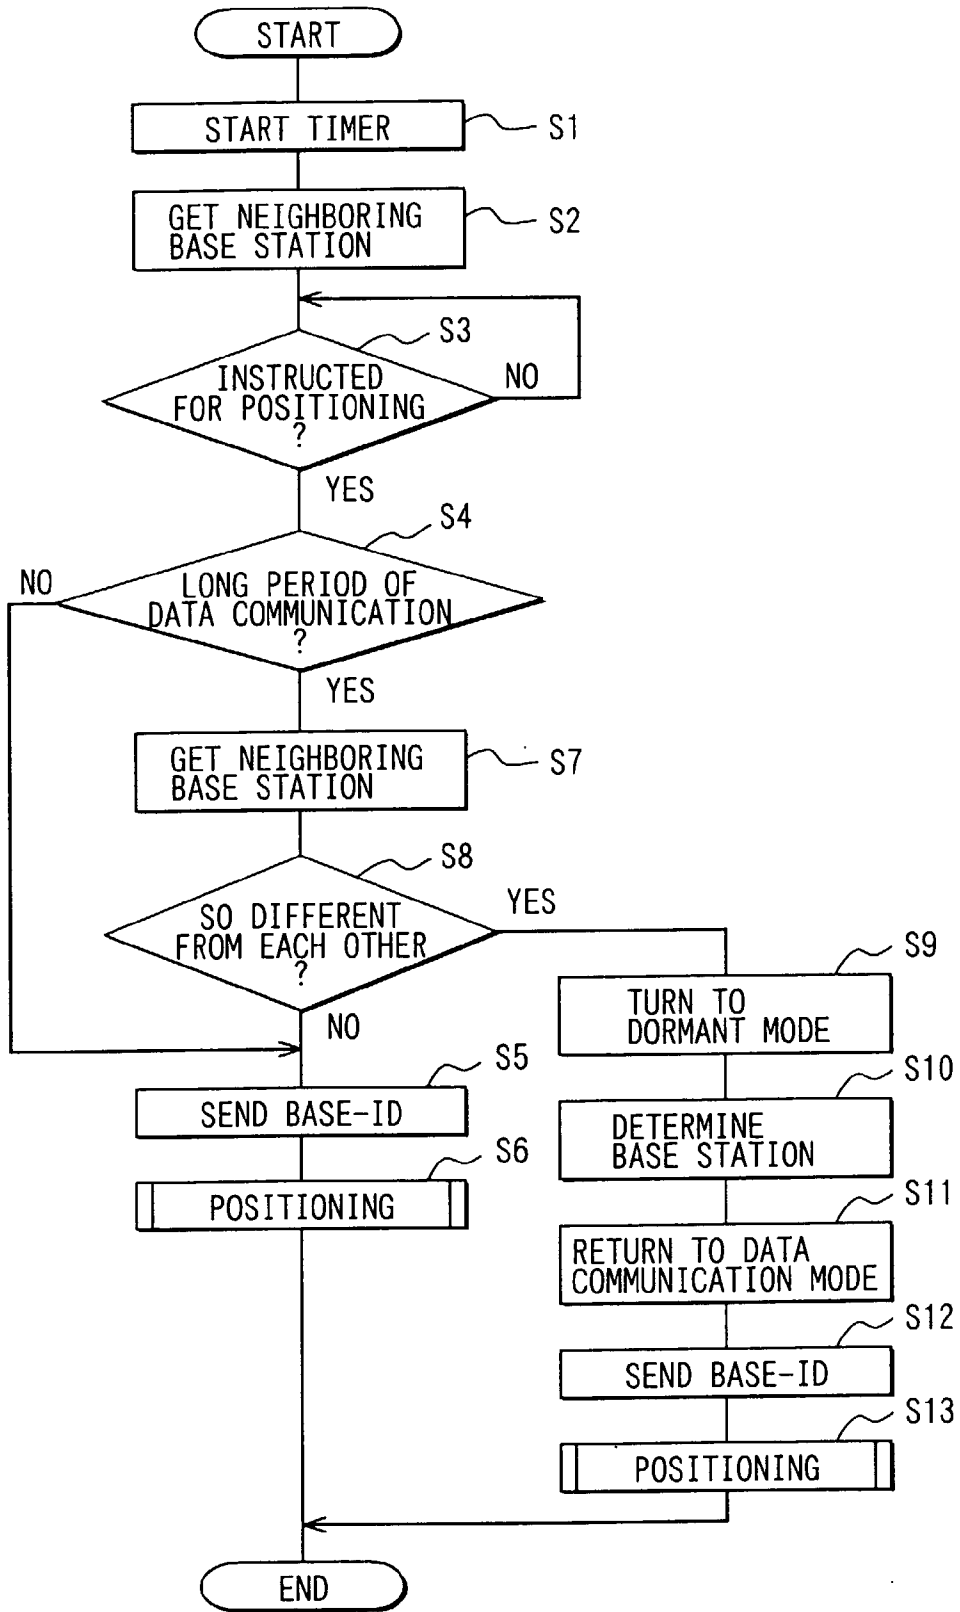 START
START TIMER
S1
GET NEIGHBORING
BASE STATION
S2
S3
INSTRUCTED
FOR POSITIONING
?
NO
YES
S4
NO
LONG PERIOD OF
DATA COMMUNICATION
?
YES
GET NEIGHBORING
BASE STATION
S7
S8
SO DIFFERENT
FROM EACH OTHER
?
YES
NO
S9
TURN TO
DORMANT MODE
S5
SEND BASE-ID
S10
DETERMINE
BASE STATION
S6
POSITIONING
S11
RETURN TO DATA
COMMUNICATION MODE
S12
SEND BASE-ID
S13
POSITIONING
END